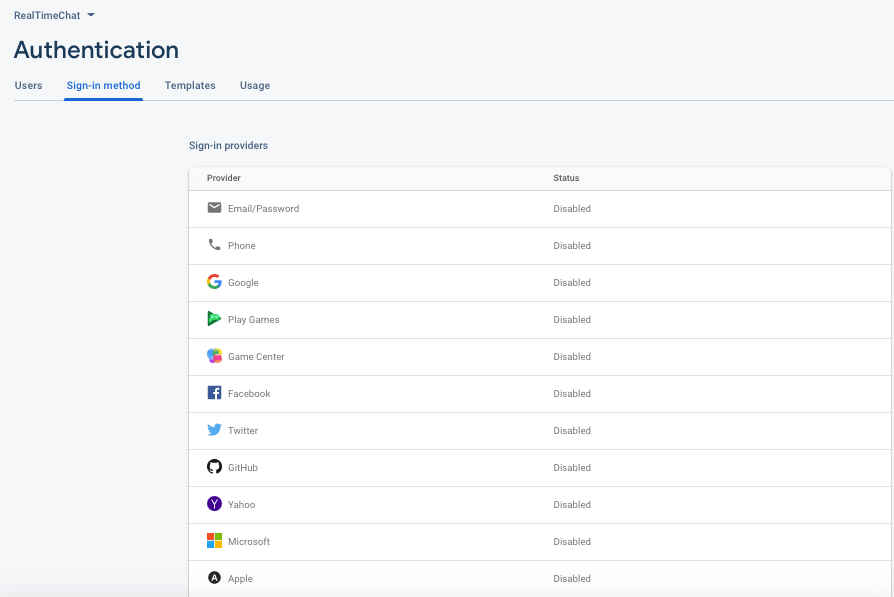 RealTimeChat
Authentication
Users Sign-in method Templates Usage
Sign-in providers
Provider Status
Email/Password Disabled
Phone Disabled
Google Disabled
Play Games Disabled
Game Center Disabled
Facebook Disabled
Twitter Disabled
GitHub Disabled
Yahoo Disabled
Microsoft Disabled
Apple Disabled